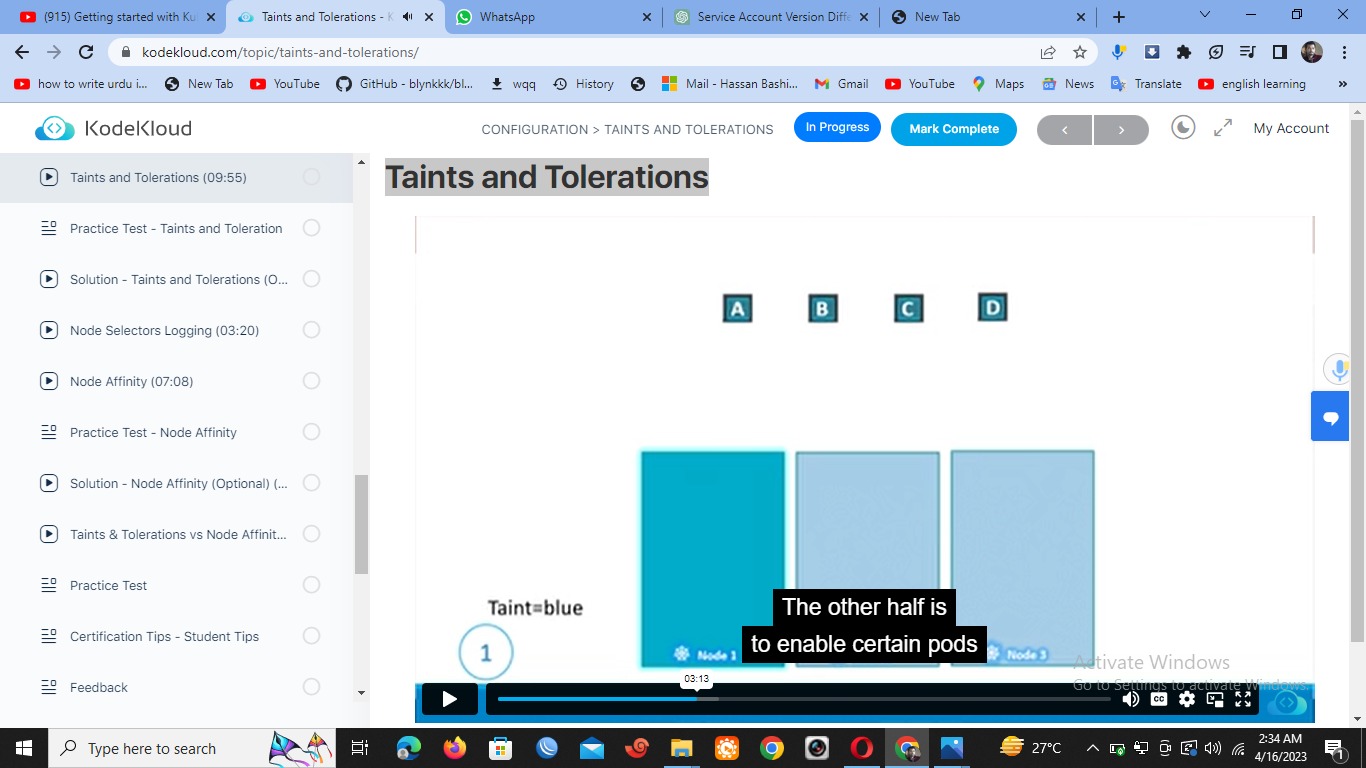 (915) Getting started with Ku
Taints and Tolerations - K
WhatsApp
Service Account Version Diffe
New Tab
kodekloud.com/topic/taints-and-tolerations/
how to write urdu i...
New Tab
YouTube
GitHub - blynkkk/bl...
wqq
History
Mail - Hassan Bashi...
Gmail
YouTube
Maps
News
Translate
english learning
»
KodeKloud
CONFIGURATION > TAINTS AND TOLERATIONS
In Progress
Mark Complete
<
>
My Account
Taints and Tolerations (09:55)
Practice Test - Taints and Toleration
Solution - Taints and Tolerations (O...
Node Selectors Logging (03:20)
Node Affinity (07:08)
Practice Test - Node Affinity
Solution - Node Affinity (Optional) (...
Taints & Tolerations vs Node Affinit...
Practice Test
Certification Tips - Student Tips
Feedback
Taints and Tolerations
A B C D
Taint=blue
1
Node 1
Node 3
The other half is
to enable certain pods
Activate Windows
Go to Settings to activate Windows.
03:13
CC
Type here to search
27°C
2:34 AM
4/16/2023
1